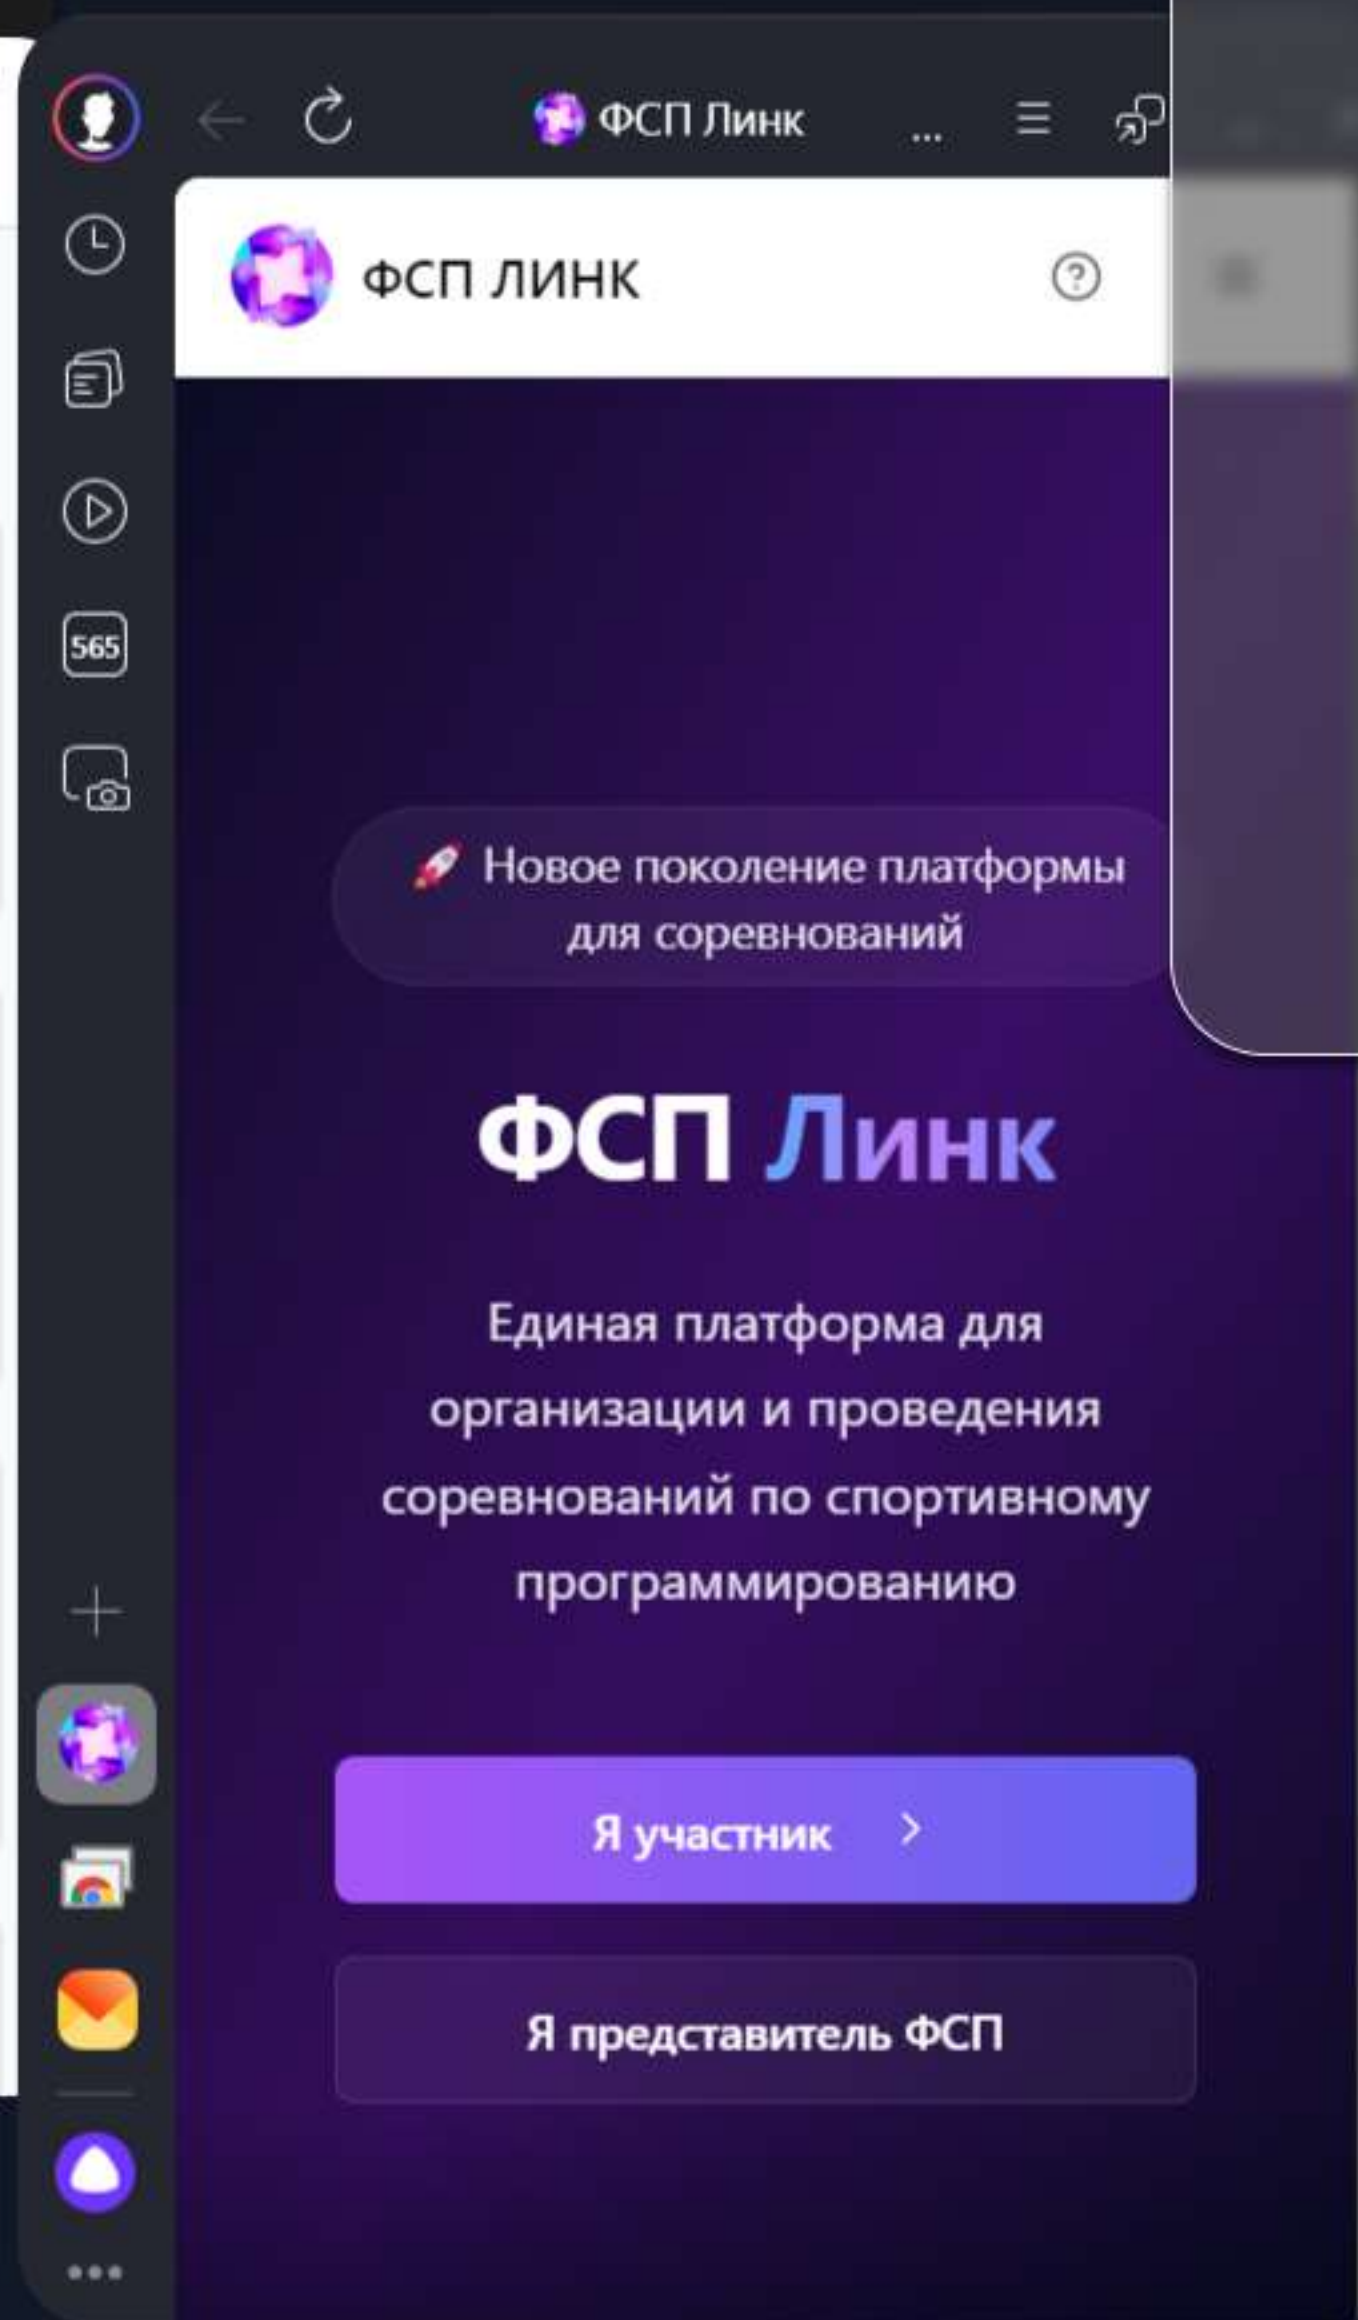 ФСП Линк
...
ФСП ЛИНК
?
565
🚀 Новое поколение платформы
для соревнований
ФСП Линк
Единая платформа для
организации и проведения
соревнований по спортивному
программированию
Я участник
Я представитель ФСП